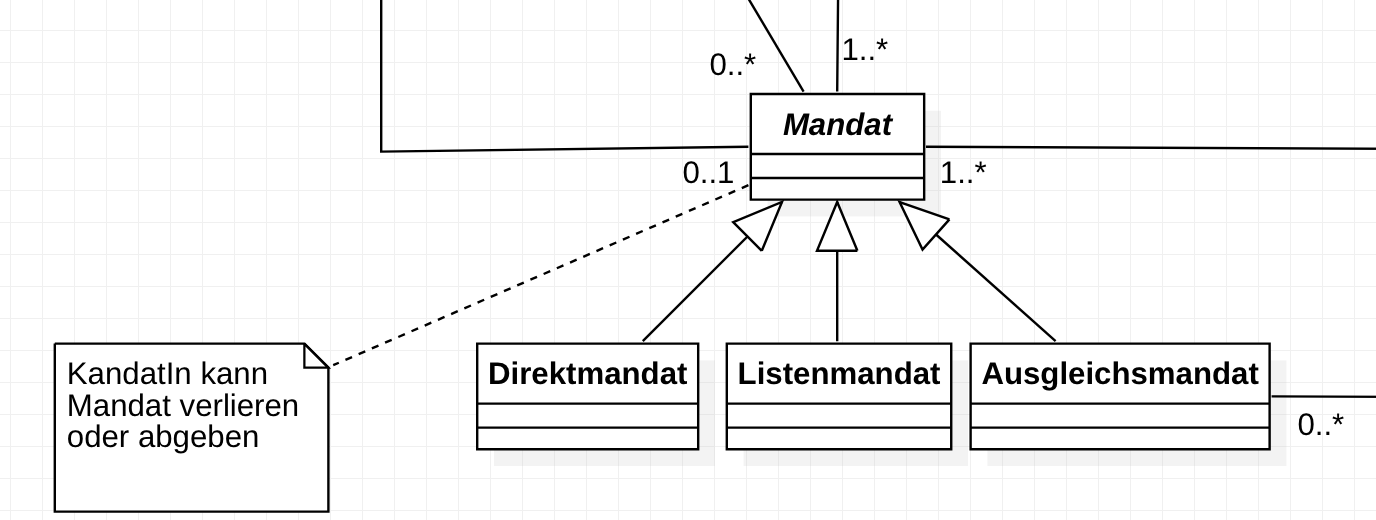 0..*
1..*
Mandat
0..1
1..*
KandatIn kann
Mandat verlieren
oder abgeben
Direktmandat
Listenmandat
Ausgleichsmandat
0..*